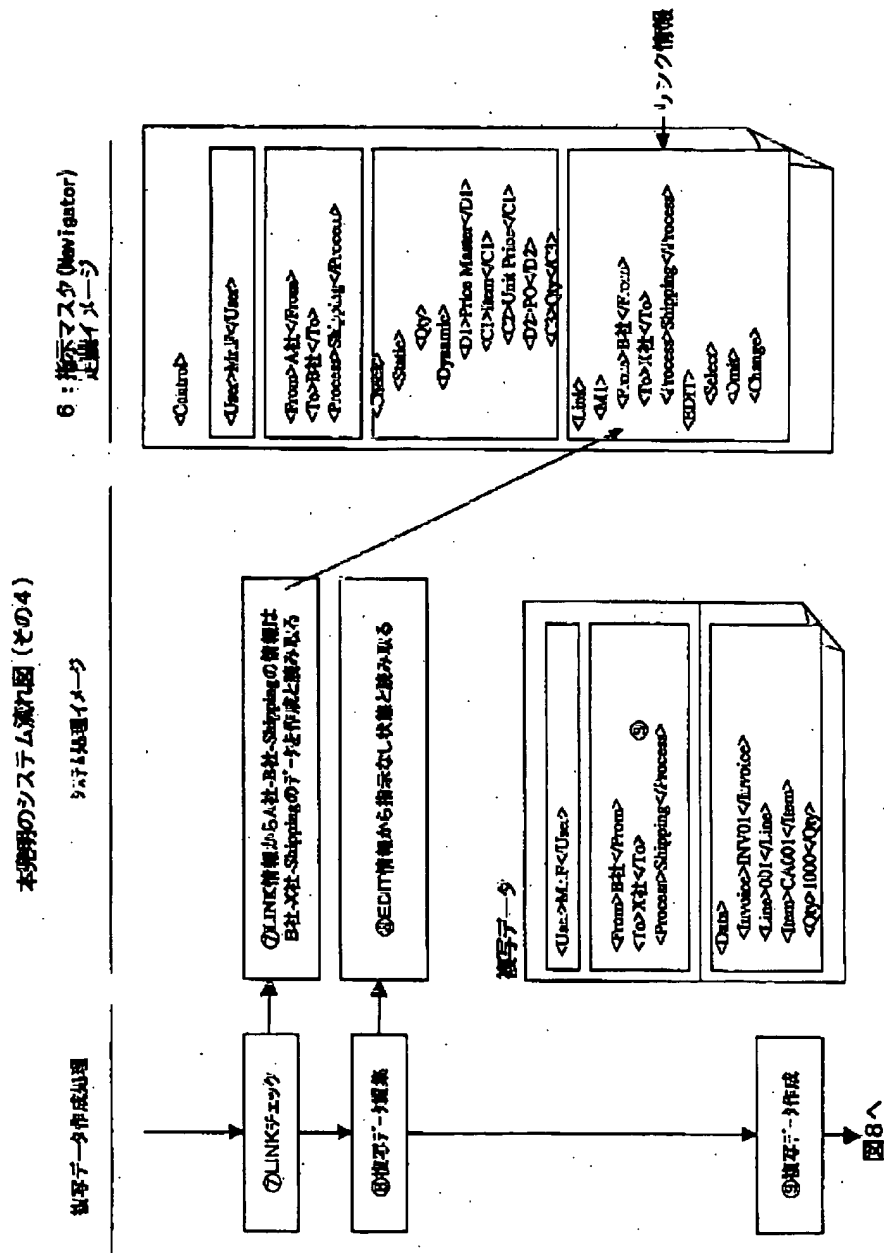 本発明のシステム流れ図(その4)
複写データ作成処理
システム処理イメージ
6:指示マスタ(Navigator)
定義イメージ
⑦LINKチェック
⑧複写データ編集
⑨複写データ作成
図8へ
⑦LINK情報からA社-B社-Shippingの情報は
B社-X社-Shippingのデータを作成と読み取る
⑧EDIT情報から指示なし状態と読み取る
複写データ
<User>Mr.F</User>
<From>B社</From>
<To>X社</To> ⑨
<Process>Shipping</Process>
<Data>
<Invoice>INV01</Invoice>
<Line>001</Line>
<Item>CA001</Item>
<Qty>1000</Qty>
<Control>
<User>Mr.F</User>
<From>A社</From>
<To>B社</To>
<Process>Shipping</Process>
<Check>
<Static>
<Qty>
<Dynamic>
<D1>Price Master</D1>
<C1>item</C1>
<C2>Unit Price</C1>
<D2>PO</D2>
<C3>Qty</C3>
<Link>
<M1>
<From>B社</From>
<To>X社</To>
<Process>Shipping</Process>
<EDIT>
<Select>
<Omit>
<Change>
リンク情報